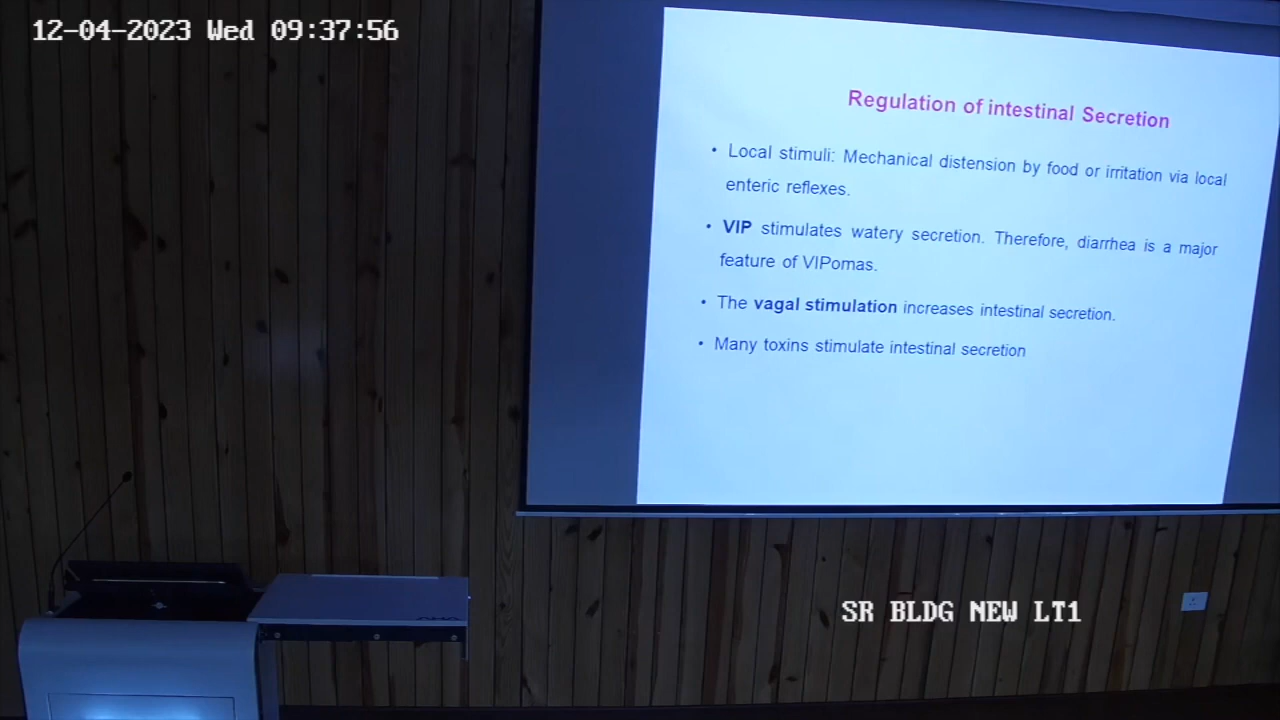 12-04-2023 Wed 09:37:56
Regulation of intestinal Secretion
• Local stimuli: Mechanical distension by food or irritation via local
enteric reflexes.
• VIP stimulates watery secretion. Therefore, diarrhea is a major
feature of VIPomas.
• The vagal stimulation increases intestinal secretion.
• Many toxins stimulate intestinal secretion
SR BLDG NEW LT1